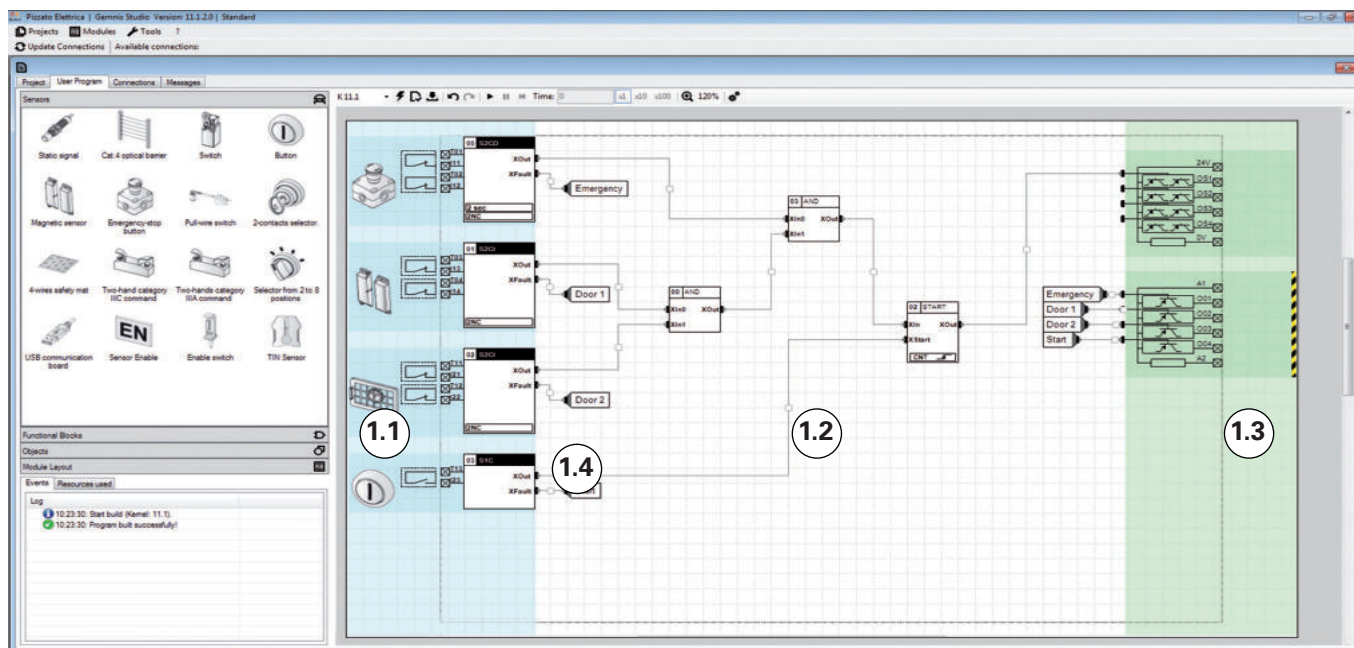 Pizzato Elettrica | Gemnis Studio Version: 11.1.2.0 | Standard
Projects Modules Tools ?
Update Connections Available connections:
Project User Program Connections Messages
Sensors
K11.1 Time: 0 x1 x10 x100 120%
Static signal Cat.4 optical barrier Switch Button
Magnetic sensor Emergency-stop button Pull-wire switch 2-contacts selector
4-wires safety mat Two-hand category IIIC command Two-hands category IIIA command Selector from 2 to 8 positions
USB communication board Sensor Enable Enable switch TIN Sensor
EN
Functional Blocks
Objects
Module Layout
Events Resources used
Log
10:23:30: Start build (Kernel: 11.1).
10:23:30: Program built successfully!
00 S2CD
XOut
XFault
2 sec
2NC
Emergency
01 S2CI
XOut
XFault
2NC
Door 1
02 S2CI
XOut
XFault
2NC
Door 2
03 S1C
XOut
XFault
00 AND
XIn0 XOut
XIn1
03 AND
XIn0 XOut
XIn1
02 START
XIn XOut
XStart
CNT
24V
OS1
OS2
OS3
OS4
0V
Emergency
Door 1
Door 2
Start
A1
OO1
OO2
OO3
OO4
A2
1.1
1.2
1.3
1.4